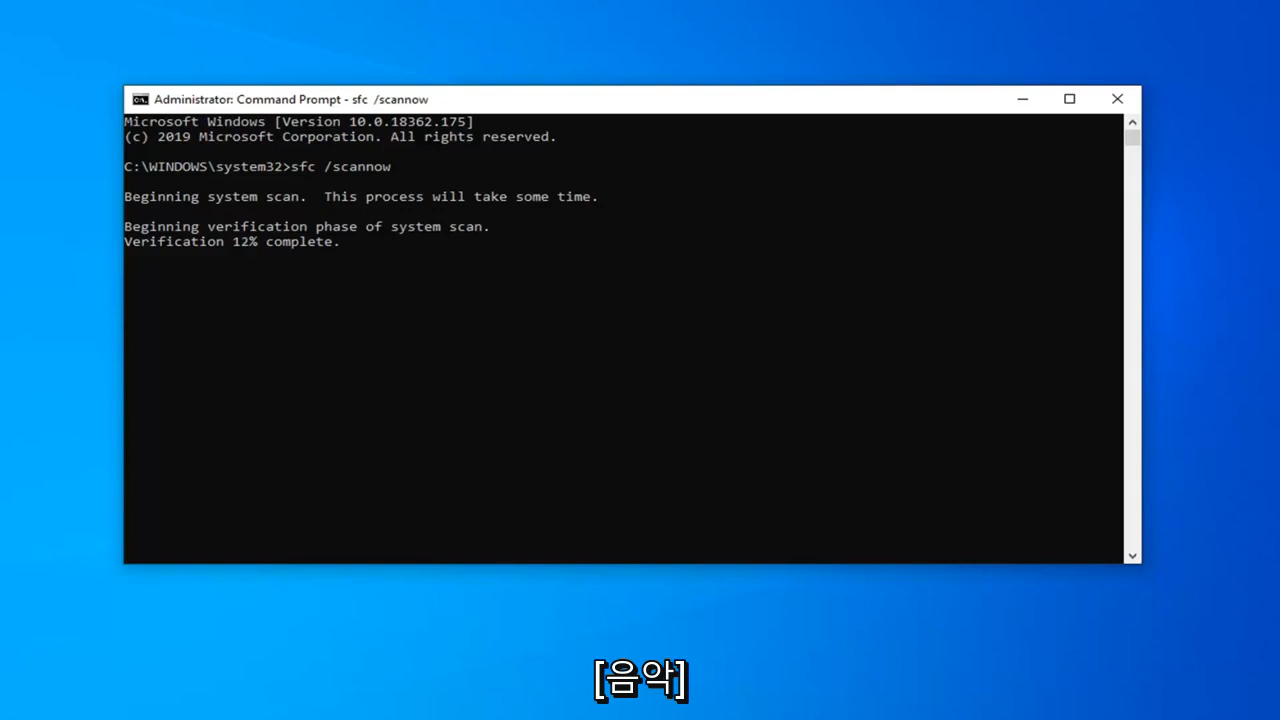 Administrator: Command Prompt - sfc  /scannow
Microsoft Windows [Version 10.0.18362.175]
(c) 2019 Microsoft Corporation. All rights reserved.
C:\WINDOWS\system32>sfc /scannow
Beginning system scan.  This process will take some time.
Beginning verification phase of system scan.
Verification 12% complete.
[음악]